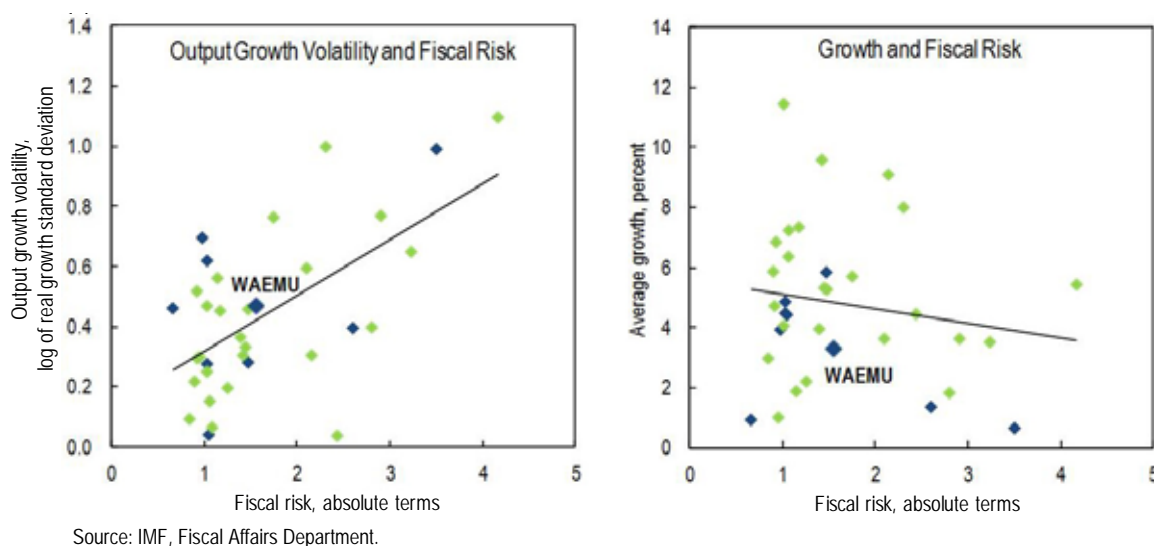 Output Growth Volatility and Fiscal Risk
Output growth volatility,
log of real growth standard deviation
1.4
1.2
1.0
0.8
0.6
0.4
0.2
0.0
WAEMU
0 1 2 3 4 5
Fiscal risk, absolute terms
Growth and Fiscal Risk
Average growth, percent
14
12
10
8
6
4
2
0
WAEMU
0 1 2 3 4 5
Fiscal risk, absolute terms
Source: IMF, Fiscal Affairs Department.